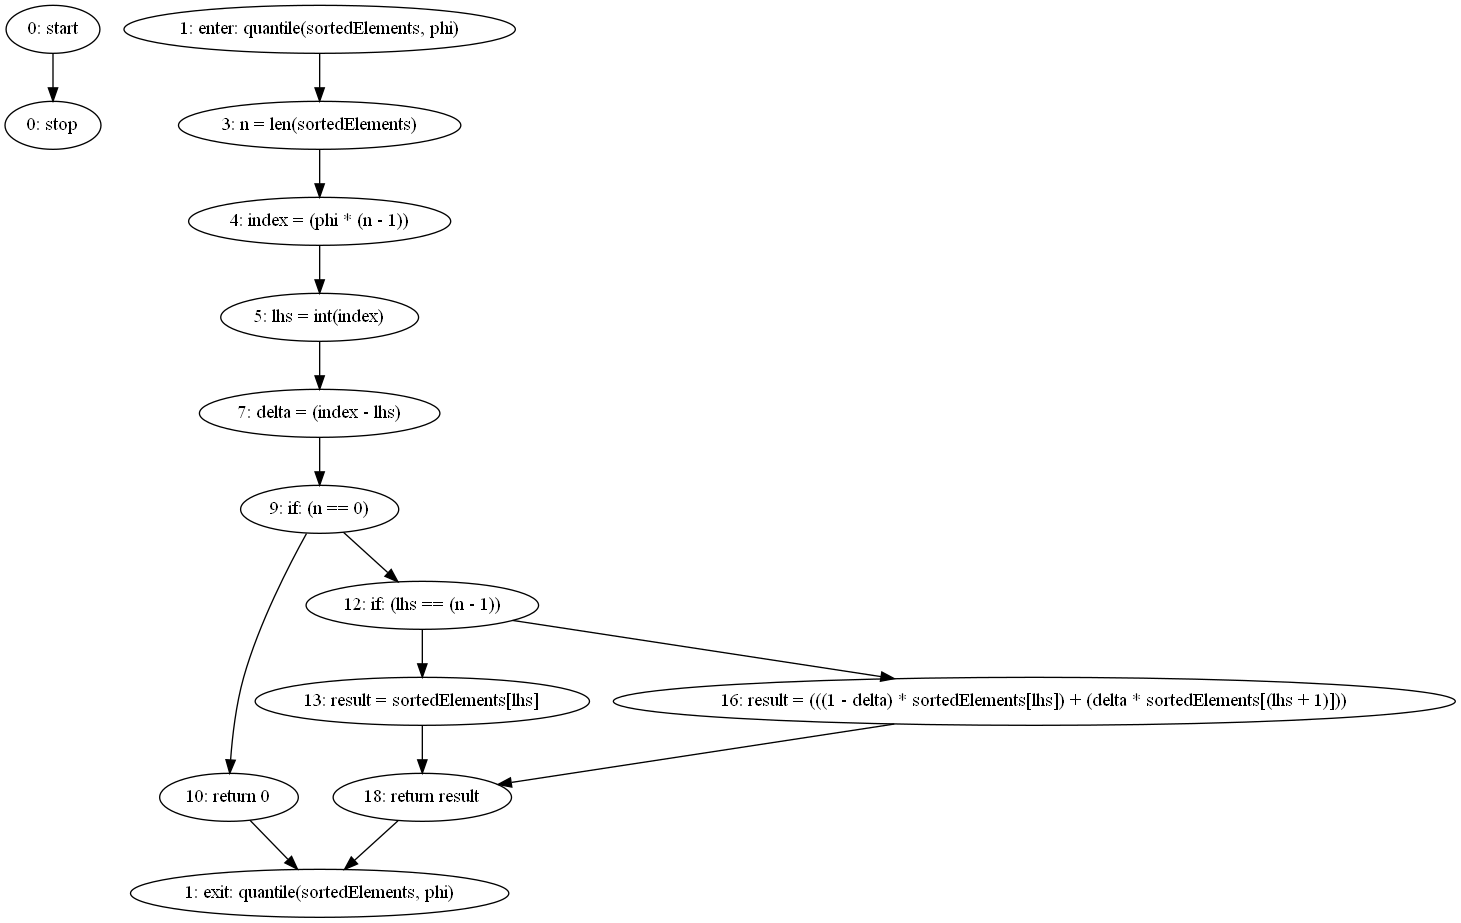 0: start
1: enter: quantile(sortedElements, phi)
0: stop
3: n = len(sortedElements)
4: index = (phi * (n - 1))
5: lhs = int(index)
7: delta = (index - lhs)
9: if: (n == 0)
12: if: (lhs == (n - 1))
13: result = sortedElements[lhs]
16: result = (((1 - delta) * sortedElements[lhs]) + (delta * sortedElements[(lhs + 1)]))
10: return 0
18: return result
1: exit: quantile(sortedElements, phi)